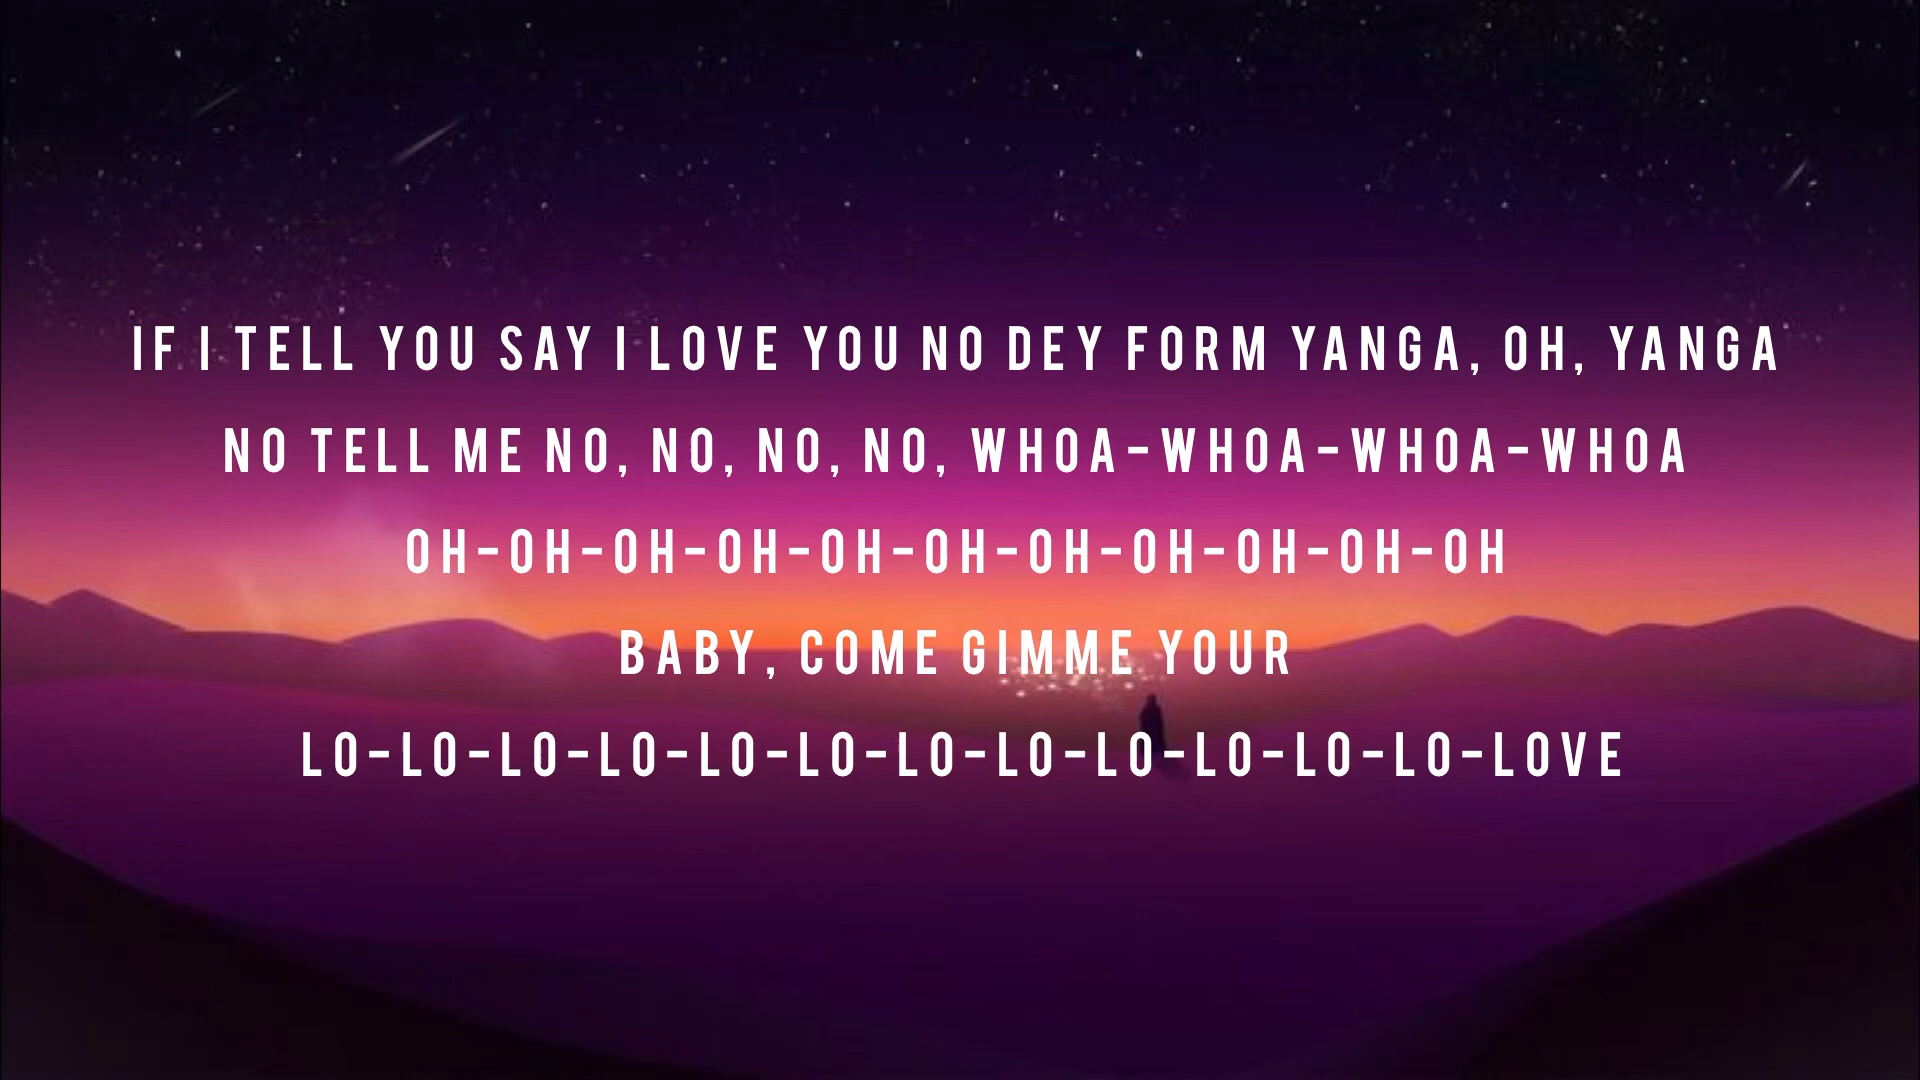 IF I TELL YOU SAY I LOVE YOU NO DEY FORM YANGA, OH, YANGA
NO TELL ME NO, NO, NO, NO, WHOA-WHOA-WHOA-WHOA
OH-OH-OH-OH-OH-OH-OH-OH-OH-OH-OH
BABY, COME GIMME YOUR
LO-LO-LO-LO-LO-LO-LO-LO-LO-LO-LO-LO-LOVE